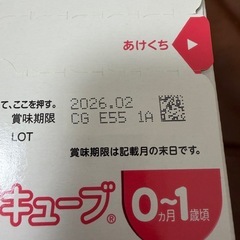 あけくち
て、ここを押す。
2026.02
賞味期限
CG E55 1A
LOT
賞味期限は記載月の末日です。
キューブ®
0ヵ月~1歳頃